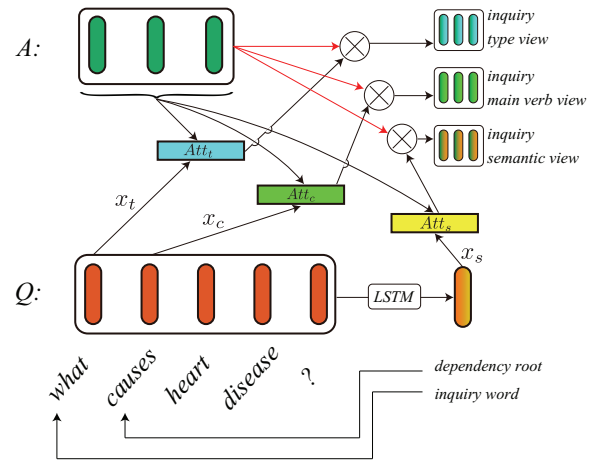 A:
inquiry
type view
inquiry
main verb view
inquiry
semantic view
Att_t
Att_c
Att_s
x_t
x_c
x_s
Q:
LSTM
what
causes
heart
disease
?
dependency root
inquiry word